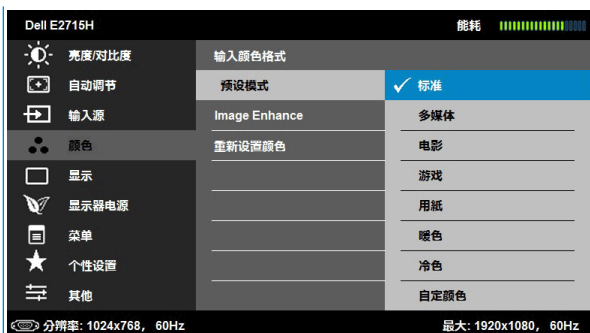 Dell E2715H 能耗
亮度/对比度 输入颜色格式
自动调节 预设模式 标准
输入源 Image Enhance 多媒体
颜色 重新设置颜色 电影
显示 游戏
显示器电源 用紙
菜单 暖色
个性设置 冷色
其他 自定颜色
分辨率: 1024x768, 60Hz 最大: 1920x1080, 60Hz